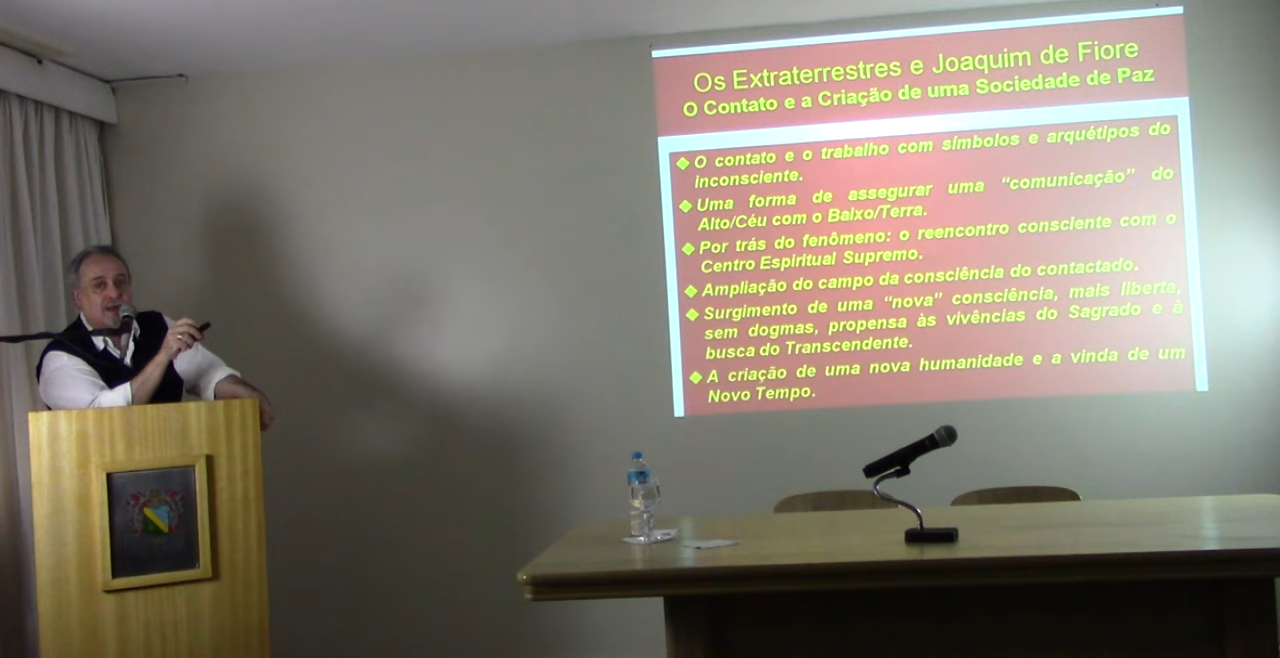 Os Extraterrestres e Joaquim de Fiore
O Contato e a Criação de uma Sociedade de Paz
O contato e o trabalho com símbolos e arquétipos do
inconsciente.
Uma forma de assegurar uma “comunicação” do
Alto/Céu com o Baixo/Terra.
Por trás do fenômeno: o reencontro consciente com o
Centro Espiritual Supremo.
Ampliação do campo da consciência do contactado.
Surgimento de uma “nova” consciência, mais liberta,
sem dogmas, propensa às vivências do Sagrado e à
busca do Transcendente.
A criação de uma nova humanidade e a vinda de um
Novo Tempo.